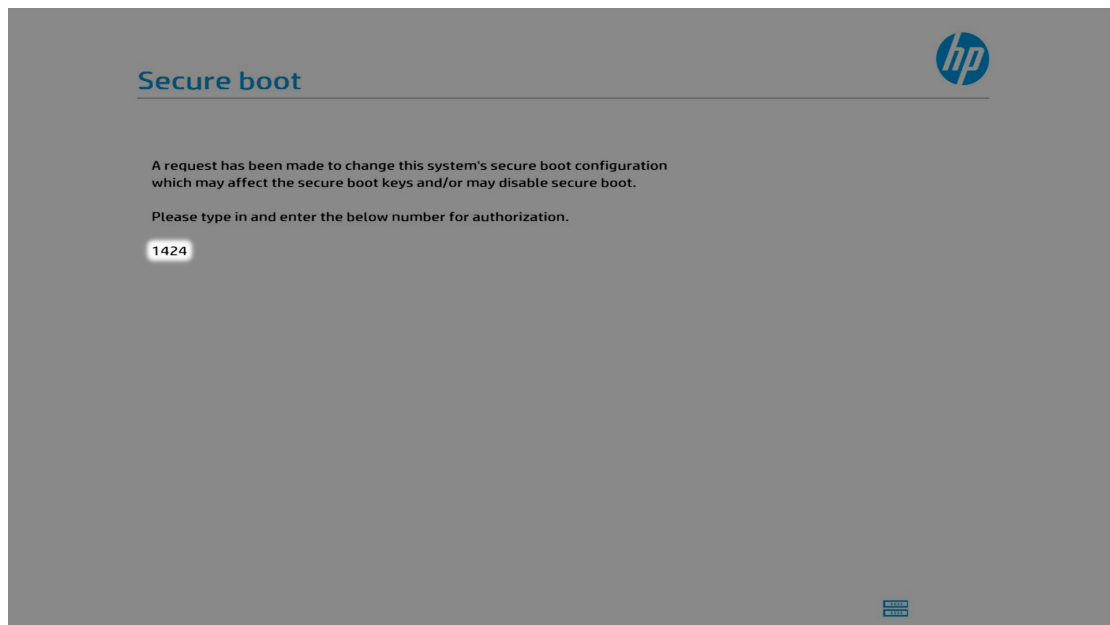 hp
Secure boot
A request has been made to change this system's secure boot configuration
which may affect the secure boot keys and/or may disable secure boot.
Please type in and enter the below number for authorization.
1424